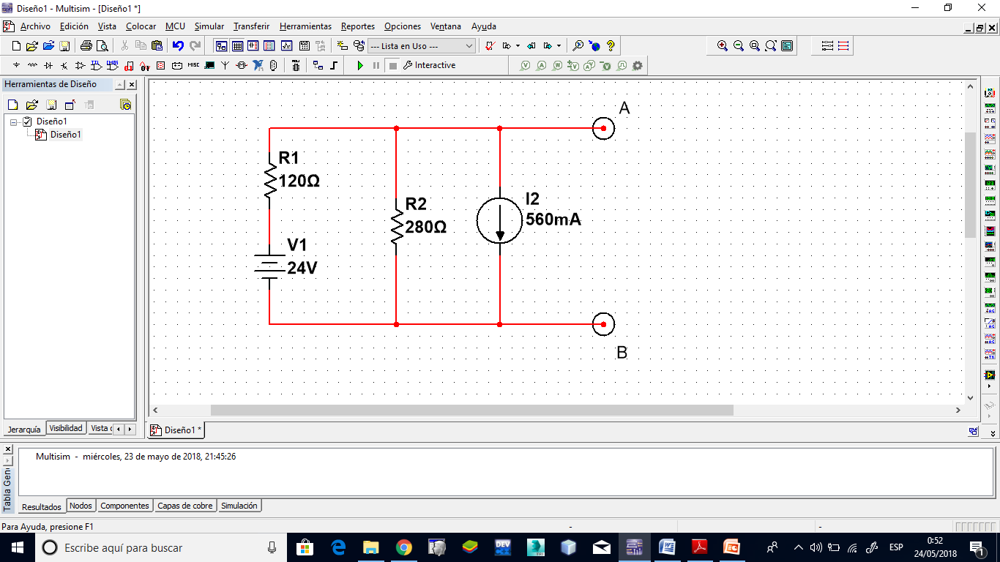 Diseño1 - Multisim - [Diseño1 *]
Archivo Edición Vista Colocar MCU Simular Transferir Herramientas Reportes Opciones Ventana Ayuda
--- Lista en Uso ---
MISC Interactive
Herramientas de Diseño
Diseño1
Diseño1
A
R1
120Ω
R2
280Ω
I2
560mA
V1
24V
B
Jerarquía Visibilidad Vista
Diseño1 *
Multisim - miércoles, 23 de mayo de 2018, 21:45:26
Tabla Gen
Resultados Nodos Componentes Capas de cobre Simulación
Para Ayuda, presione F1
- -
Escribe aquí para buscar
DEV
ESP
0:52
24/05/2018
1